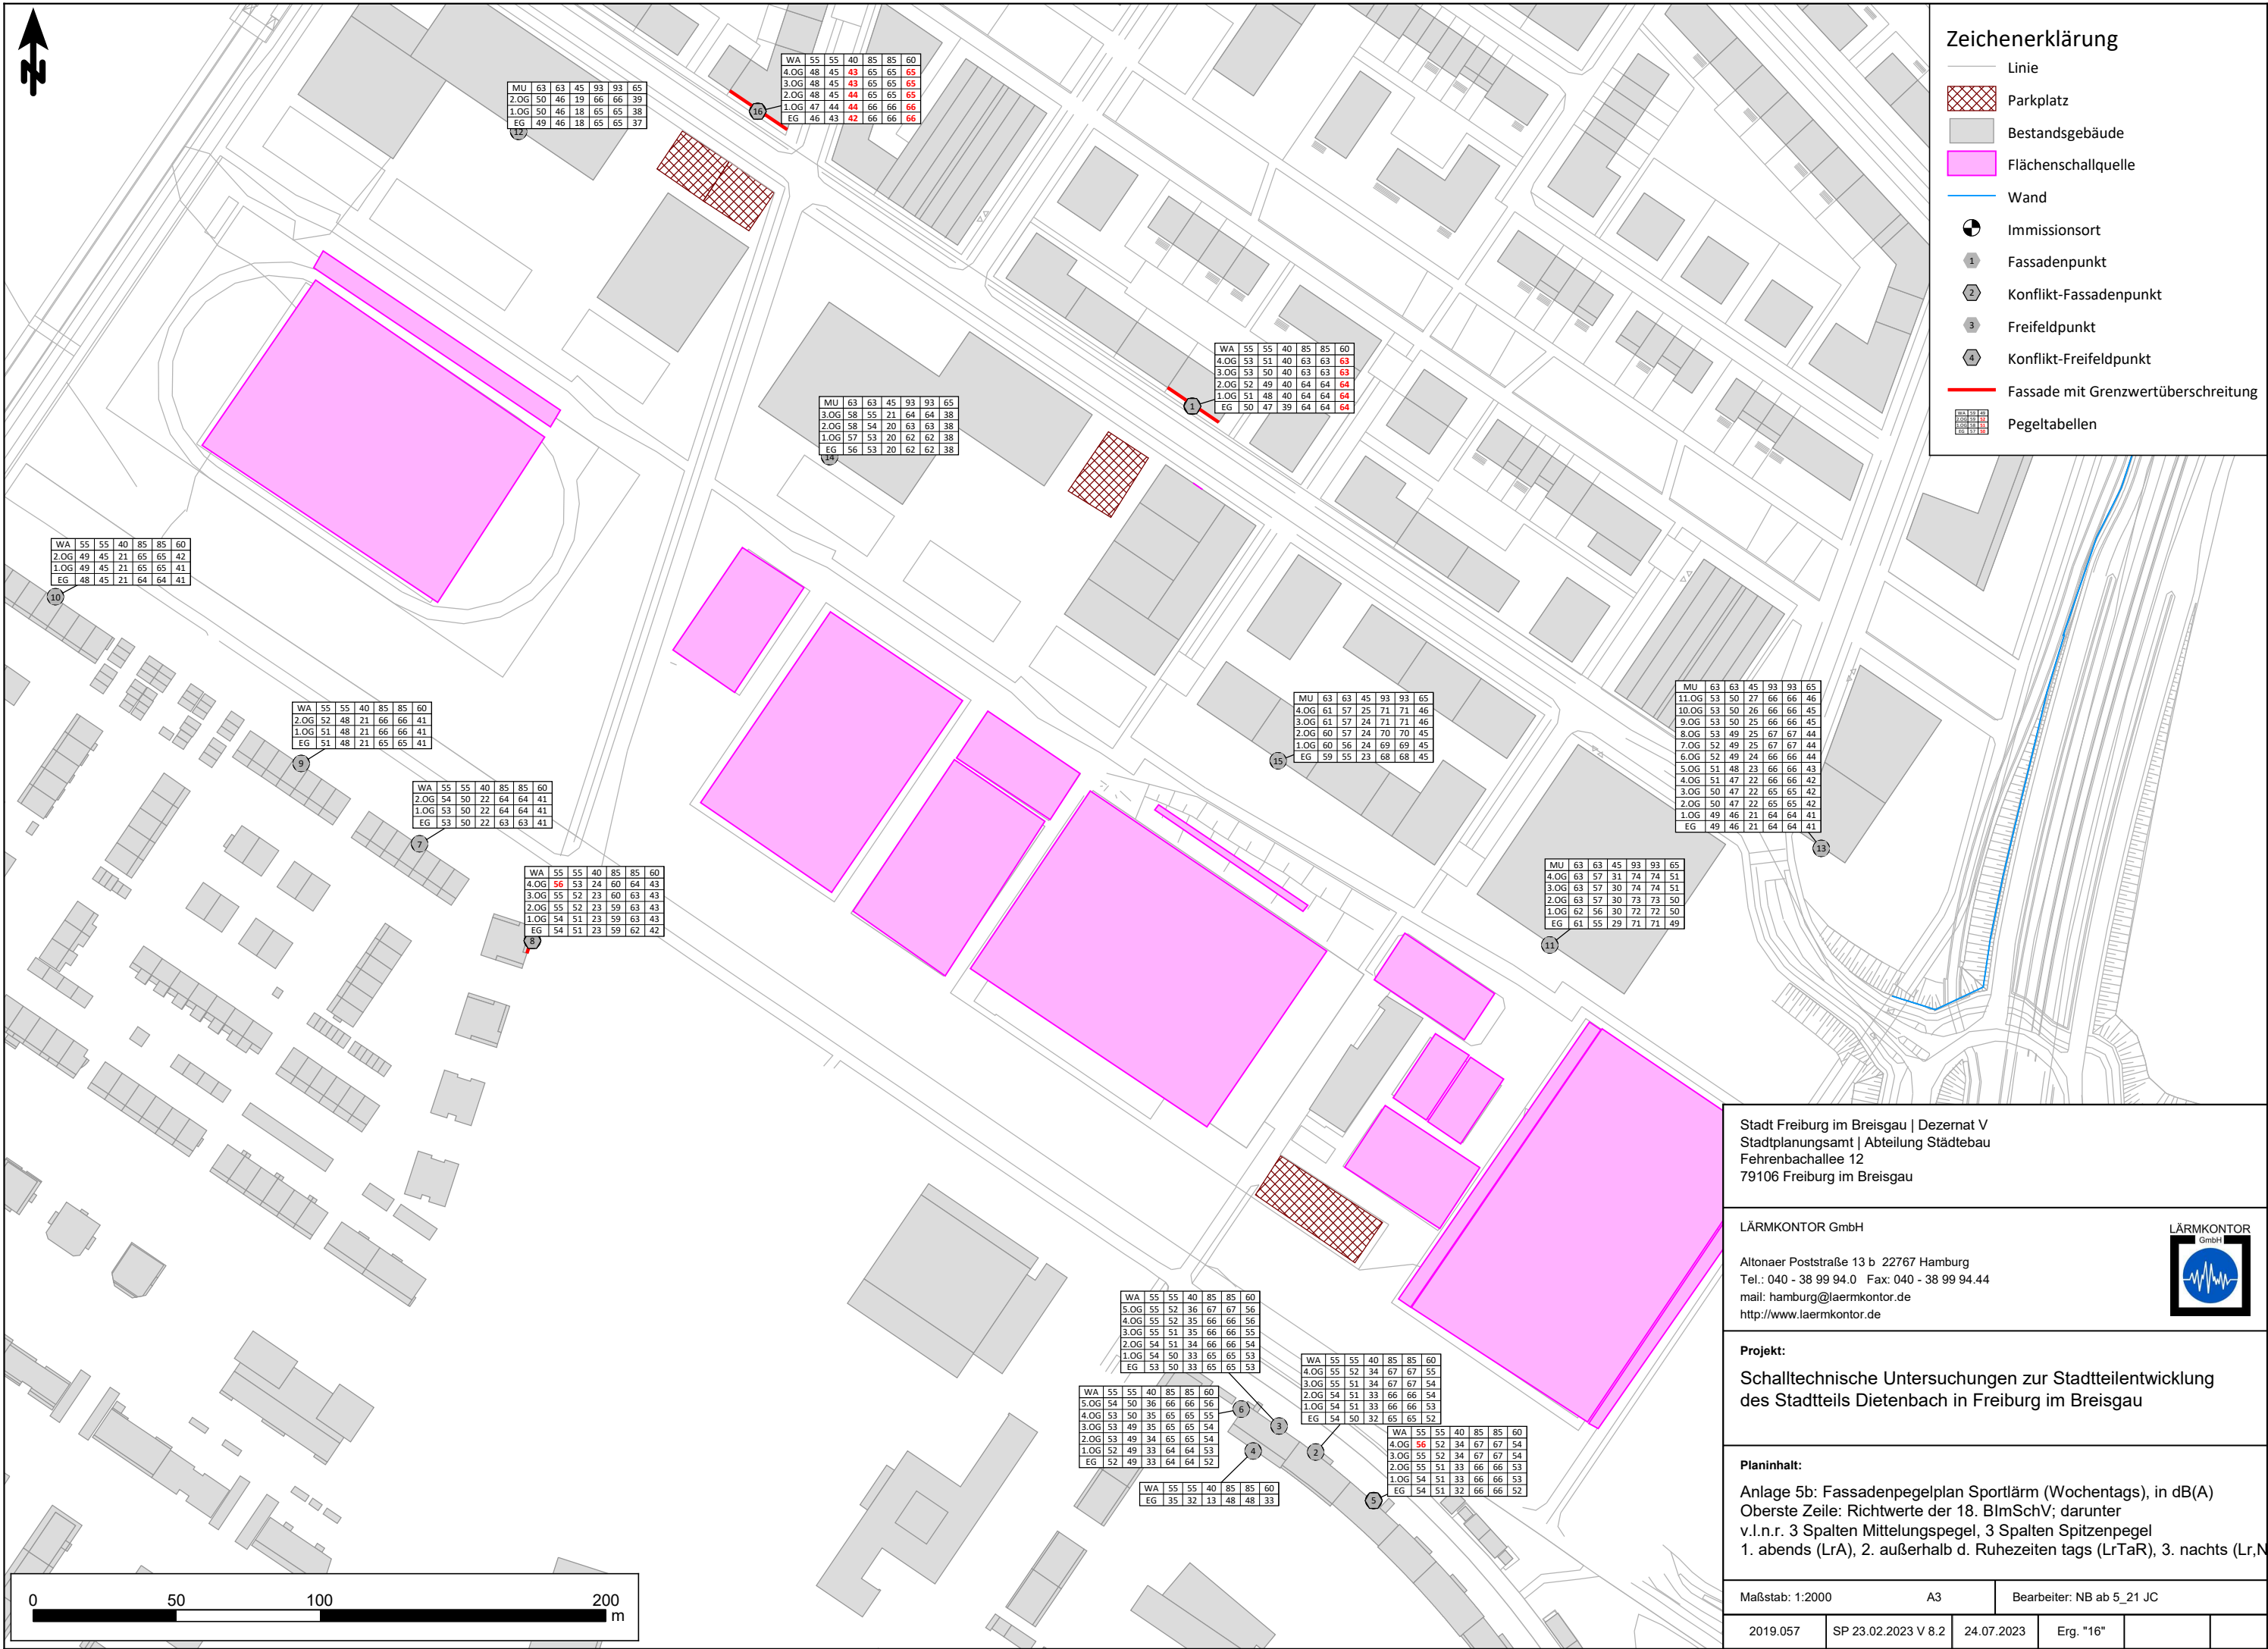 N
WA 55 55 40 85 85 60
4.OG 48 45 43 65 65 65
3.OG 48 45 43 65 65 65
2.OG 48 45 44 65 65 65
1.OG 47 44 44 66 66 66
EG 46 43 42 66 66 66
16
MU 63 63 45 93 93 65
2.OG 50 46 19 66 66 39
1.OG 50 46 18 65 65 38
EG 49 46 18 65 65 37
12
WA 55 55 40 85 85 60
4.OG 53 51 40 63 63 63
3.OG 53 50 40 63 63 63
2.OG 52 49 40 64 64 64
1.OG 51 48 40 64 64 64
EG 50 47 39 64 64 64
1
MU 63 63 45 93 93 65
3.OG 58 55 21 64 64 38
2.OG 58 54 20 63 63 38
1.OG 57 53 20 62 62 38
EG 56 53 20 62 62 38
14
WA 55 55 40 85 85 60
2.OG 49 45 21 65 65 42
1.OG 49 45 21 65 65 41
EG 48 45 21 64 64 41
10
WA 55 55 40 85 85 60
2.OG 52 48 21 66 66 41
1.OG 51 48 21 66 66 41
EG 51 48 21 65 65 41
9
WA 55 55 40 85 85 60
2.OG 54 50 22 64 64 41
1.OG 53 50 22 64 64 41
EG 53 50 22 63 63 41
7
WA 55 55 40 85 85 60
4.OG 56 53 24 60 64 43
3.OG 55 52 23 60 63 43
2.OG 55 52 23 59 63 43
1.OG 54 51 23 59 63 43
EG 54 51 23 59 62 42
8
MU 63 63 45 93 93 65
4.OG 61 57 25 71 71 46
3.OG 61 57 24 71 71 46
2.OG 60 57 24 70 70 45
1.OG 60 56 24 69 69 45
EG 59 55 23 68 68 45
15
MU 63 63 45 93 93 65
11.OG 53 50 27 66 66 46
10.OG 53 50 26 66 66 45
9.OG 53 50 25 66 66 45
8.OG 53 49 25 67 67 44
7.OG 52 49 25 67 67 44
6.OG 52 49 24 66 66 44
5.OG 51 48 23 66 66 43
4.OG 51 47 22 66 66 42
3.OG 50 47 22 65 65 42
2.OG 50 47 22 65 65 42
1.OG 49 46 21 64 64 41
EG 49 46 21 64 64 41
13
MU 63 63 45 93 93 65
4.OG 63 57 31 74 74 51
3.OG 63 57 30 74 74 51
2.OG 63 57 30 73 73 50
1.OG 62 56 30 72 72 50
EG 61 55 29 71 71 49
11
WA 55 55 40 85 85 60
5.OG 55 52 36 67 67 56
4.OG 55 52 35 66 66 56
3.OG 55 51 35 66 66 55
2.OG 54 51 34 66 66 54
1.OG 54 50 33 65 65 53
EG 53 50 33 65 65 53
3
WA 55 55 40 85 85 60
4.OG 55 52 34 67 67 55
3.OG 55 51 34 67 67 54
2.OG 54 51 33 66 66 54
1.OG 54 51 33 66 66 53
EG 54 50 32 65 65 52
2
WA 55 55 40 85 85 60
5.OG 54 50 36 66 66 56
4.OG 53 50 35 65 65 55
3.OG 53 49 35 65 65 54
2.OG 53 49 34 65 65 54
1.OG 52 49 33 64 64 53
EG 52 49 33 64 64 52
6
WA 55 55 40 85 85 60
4.OG 56 52 34 67 67 54
3.OG 55 52 34 67 67 54
2.OG 55 51 33 66 66 53
1.OG 54 51 33 66 66 53
EG 54 51 32 66 66 52
5
WA 55 55 40 85 85 60
EG 35 32 13 48 48 33
4
0 50 100 200
m
Zeichenerklärung
Linie
Parkplatz
Bestandsgebäude
Flächenschallquelle
Wand
Immissionsort
1 Fassadenpunkt
2 Konflikt-Fassadenpunkt
3 Freifeldpunkt
4 Konflikt-Freifeldpunkt
Fassade mit Grenzwertüberschreitung
Pegeltabellen
Stadt Freiburg im Breisgau | Dezernat V
Stadtplanungsamt | Abteilung Städtebau
Fehrenbachallee 12
79106 Freiburg im Breisgau
LÄRMKONTOR GmbH
Altonaer Poststraße 13 b 22767 Hamburg
Tel.: 040 - 38 99 94.0 Fax: 040 - 38 99 94.44
mail: hamburg@laermkontor.de
http://www.laermkontor.de
LÄRMKONTOR
GmbH
Projekt:
Schalltechnische Untersuchungen zur Stadtteilentwicklung
des Stadtteils Dietenbach in Freiburg im Breisgau
Planinhalt:
Anlage 5b: Fassadenpegelplan Sportlärm (Wochentags), in dB(A)
Oberste Zeile: Richtwerte der 18. BImSchV; darunter
v.l.n.r. 3 Spalten Mittelungspegel, 3 Spalten Spitzenpegel
1. abends (LrA), 2. außerhalb d. Ruhezeiten tags (LrTaR), 3. nachts (Lr,N
Maßstab: 1:2000 A3 Bearbeiter: NB ab 5_21 JC
2019.057 SP 23.02.2023 V 8.2 24.07.2023 Erg. "16"